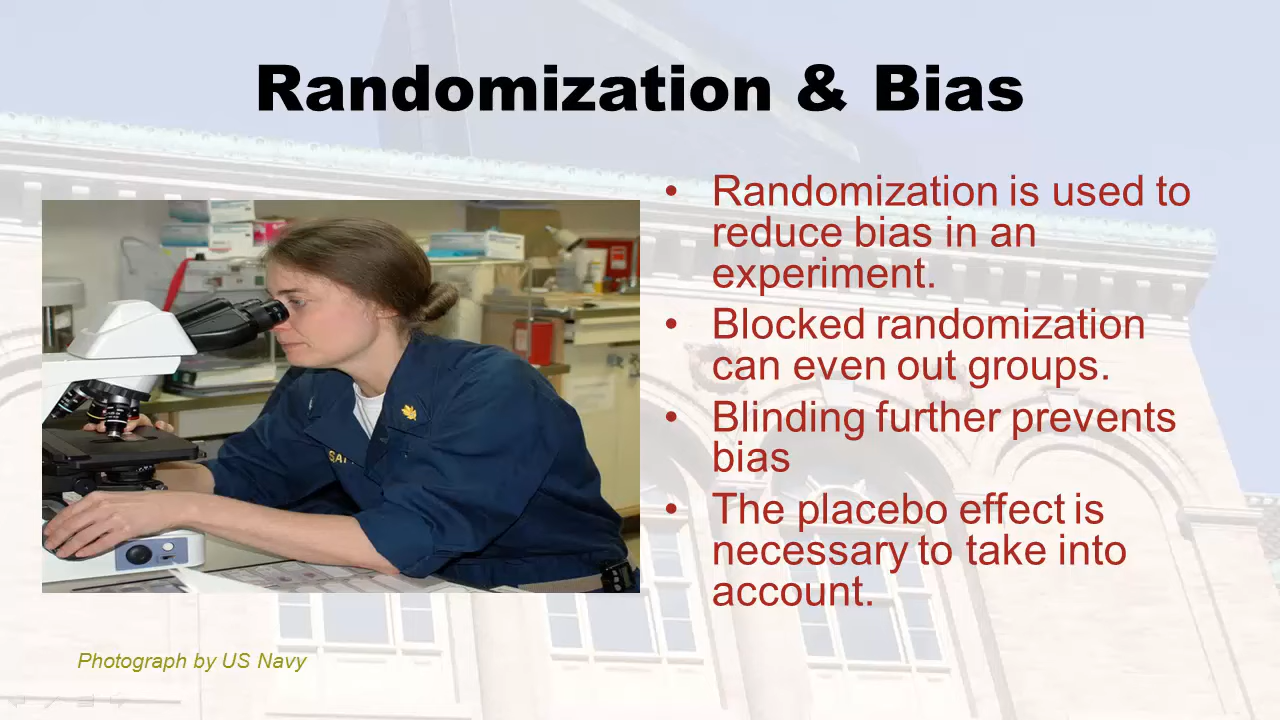 Randomization & Bias
• Randomization is used to
reduce bias in an
experiment.
• Blocked randomization
can even out groups.
• Blinding further prevents
bias
• The placebo effect is
necessary to take into
account.
Photograph by US Navy